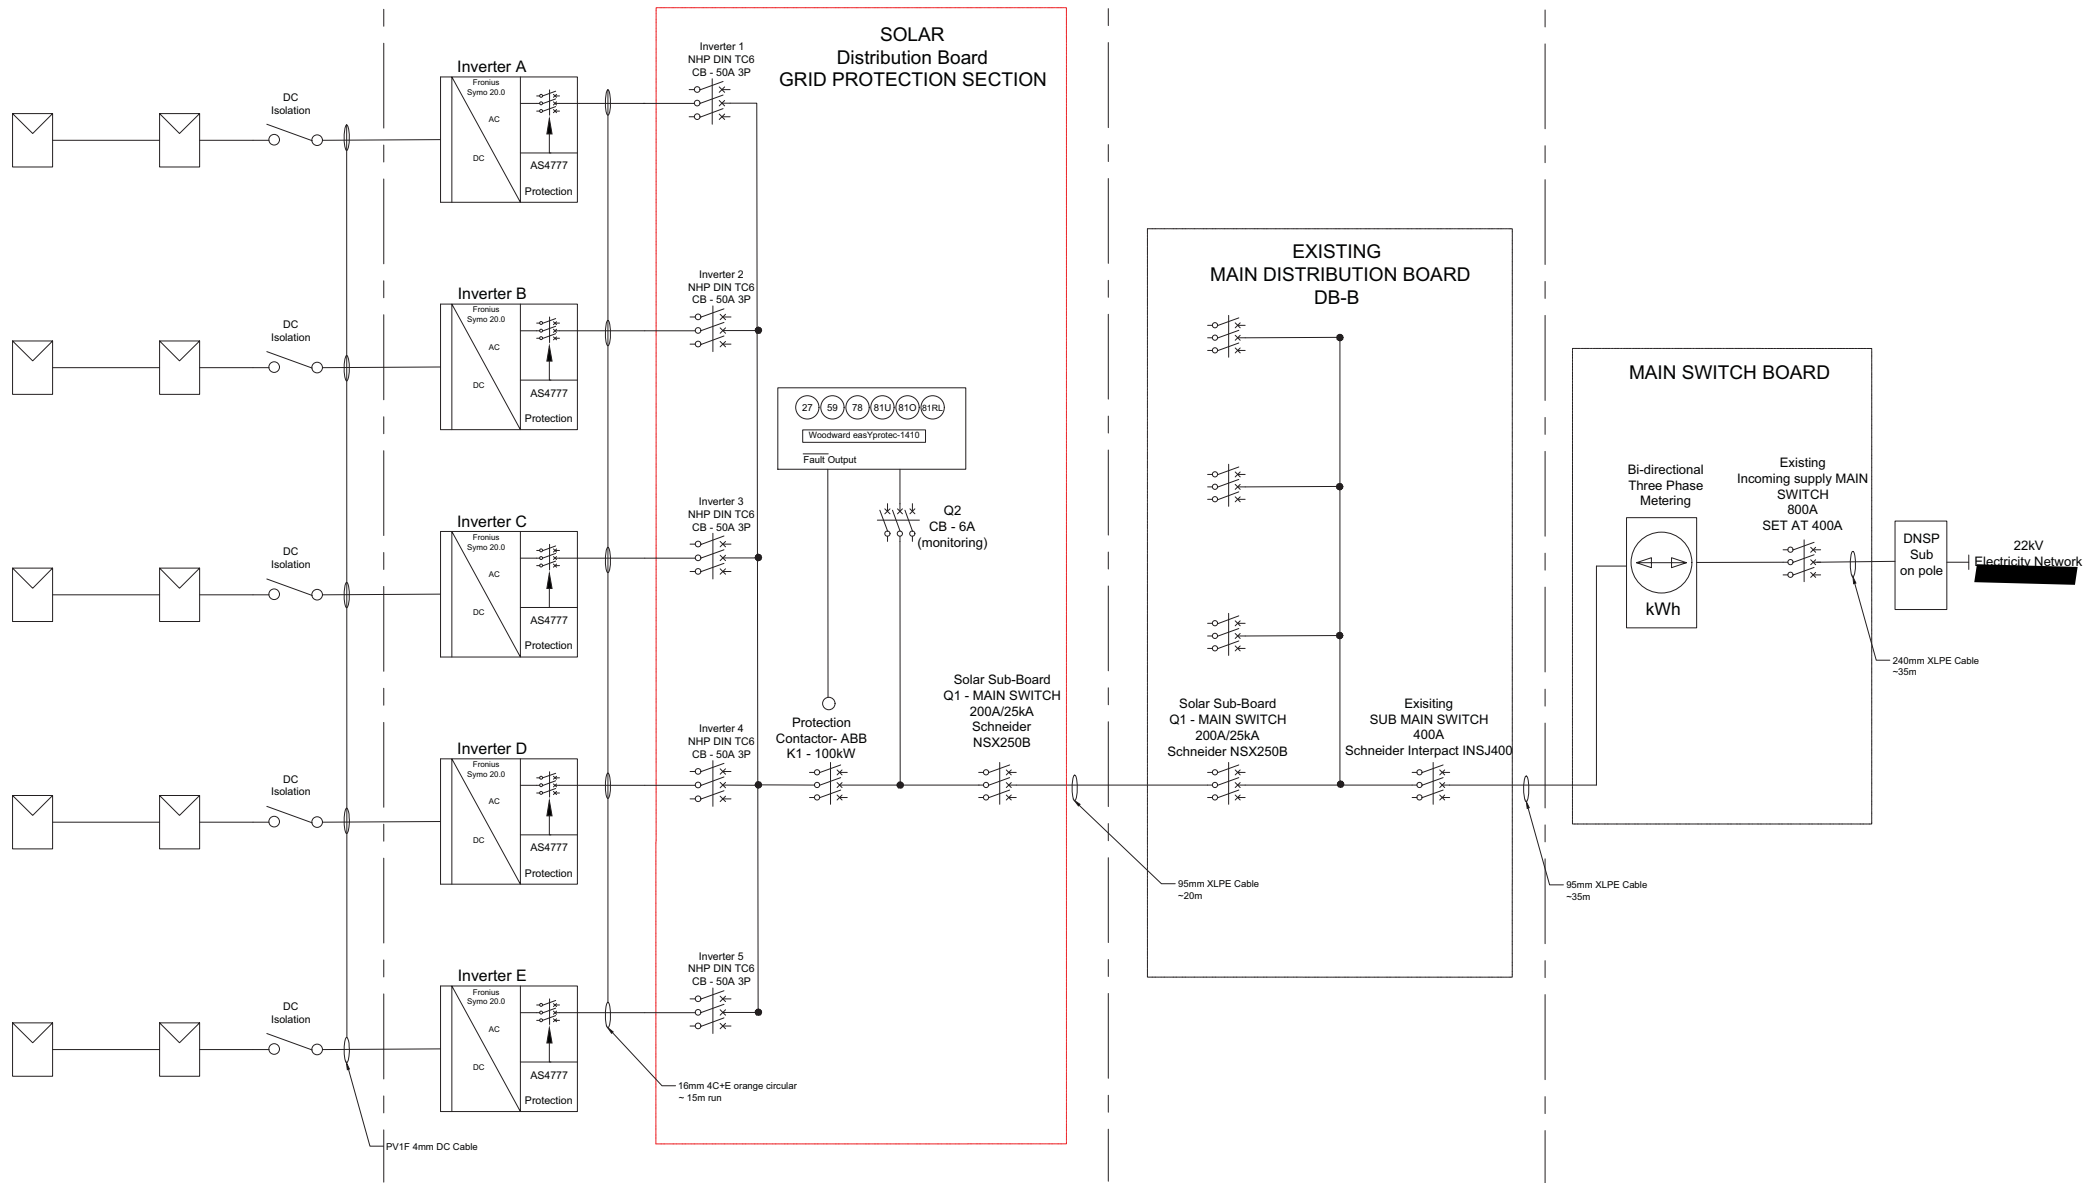 SOLAR
Distribution Board
GRID PROTECTION SECTION
Inverter A
Fronius
Symo 20.0
AC
DC
AS4777
Protection
DC
Isolation
Inverter 1
NHP DIN TC6
CB - 50A 3P
Inverter B
Fronius
Symo 20.0
AC
DC
AS4777
Protection
DC
Isolation
Inverter 2
NHP DIN TC6
CB - 50A 3P
Inverter C
Fronius
Symo 20.0
AC
DC
AS4777
Protection
Inverter 3
NHP DIN TC6
CB - 50A 3P
Inverter D
Fronius
Symo 20.0
AC
DC
AS4777
Protection
DC
Isolation
Inverter 4
NHP DIN TC6
CB - 50A 3P
Inverter E
Fronius
Symo 20.0
AC
DC
AS4777
Protection
DC
Isolation
Inverter 5
NHP DIN TC6
CB - 50A 3P
PV1F 4mm DC Cable
16mm 4C+E orange circular
~ 15m run
27 59 78 81U 81O 81RL
Woodward easYprotec-1410
Fault Output
Q2
CB - 6A
(monitoring)
Protection
Contactor- ABB
K1 - 100kW
Solar Sub-Board
Q1 - MAIN SWITCH
200A/25kA
Schneider
NSX250B
95mm XLPE Cable
~20m
EXISTING
MAIN DISTRIBUTION BOARD
DB-B
Solar Sub-Board
Q1 - MAIN SWITCH
200A/25kA
Schneider NSX250B
Exisiting
SUB MAIN SWITCH
400A
Schneider Interpact INSJ400
95mm XLPE Cable
~35m
MAIN SWITCH BOARD
Bi-directional
Three Phase
Metering
kWh
Existing
Incoming supply MAIN
SWITCH
800A
SET AT 400A
240mm XLPE Cable
~35m
DNSP
Sub
on pole
22kV
Electricity Network